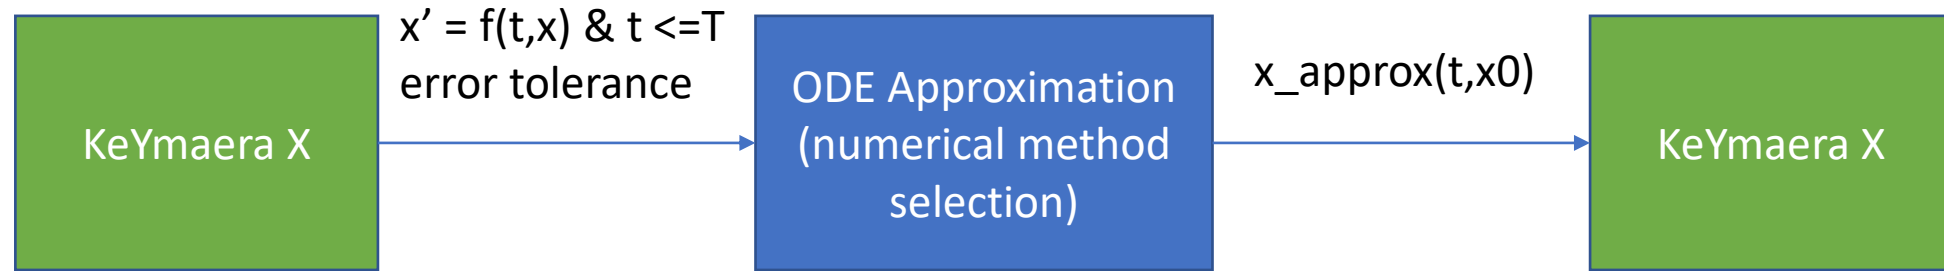 KeYmaera X
x’ = f(t,x) & t <=T
error tolerance
ODE Approximation
(numerical method
selection)
x_approx(t,x0)
KeYmaera X